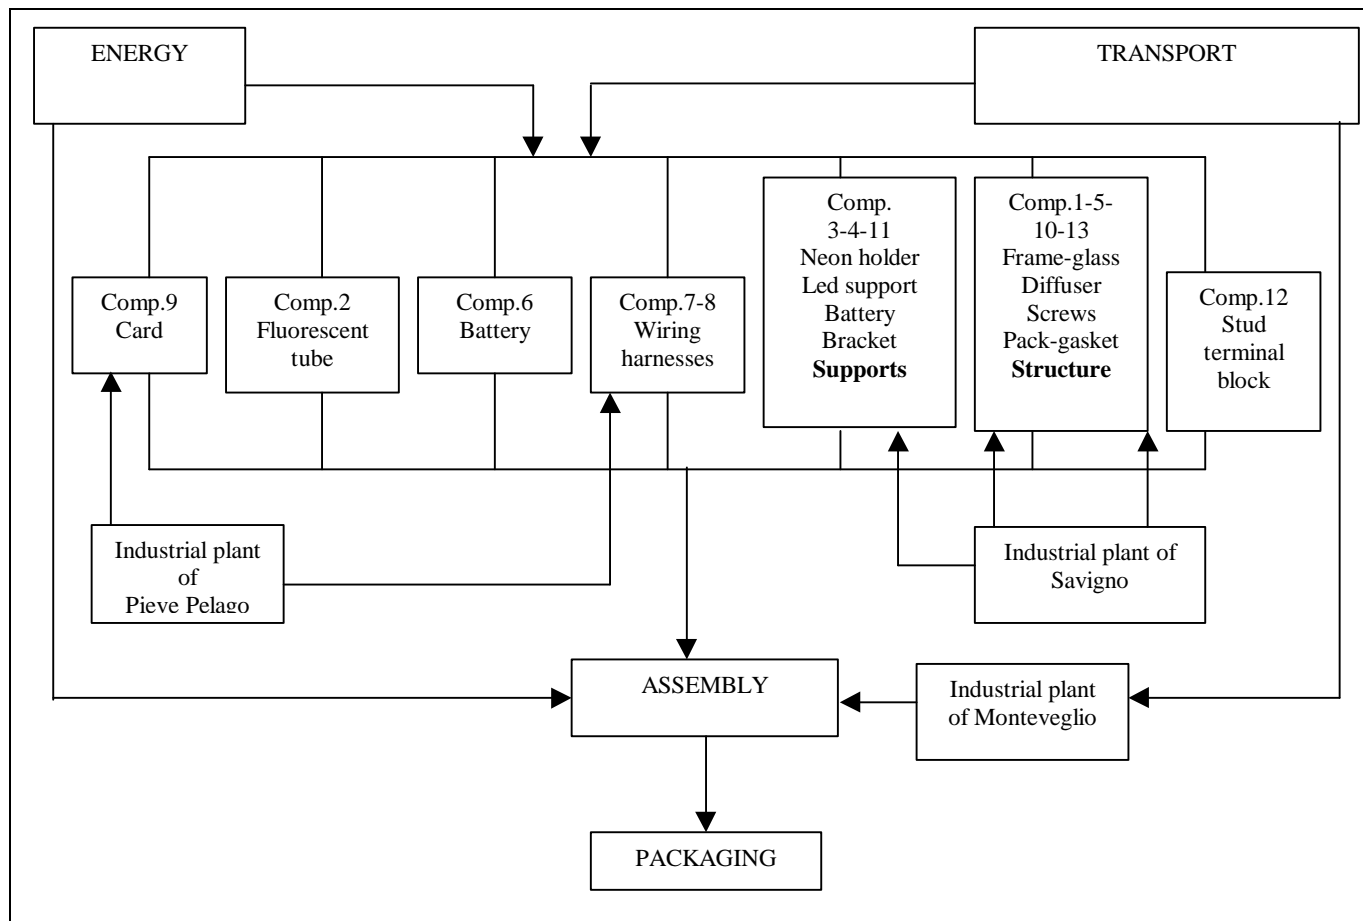 ENERGY
TRANSPORT
Comp.9
Card
Comp.2
Fluorescent
tube
Comp.6
Battery
Comp.7-8
Wiring
harnesses
Comp.
3-4-11
Neon holder
Led support
Battery
Bracket
Supports
Comp.1-5-
10-13
Frame-glass
Diffuser
Screws
Pack-gasket
Structure
Comp.12
Stud
terminal
block
Industrial plant
of
Pieve Pelago
Industrial plant of
Savigno
ASSEMBLY
Industrial plant
of Monteveglio
PACKAGING